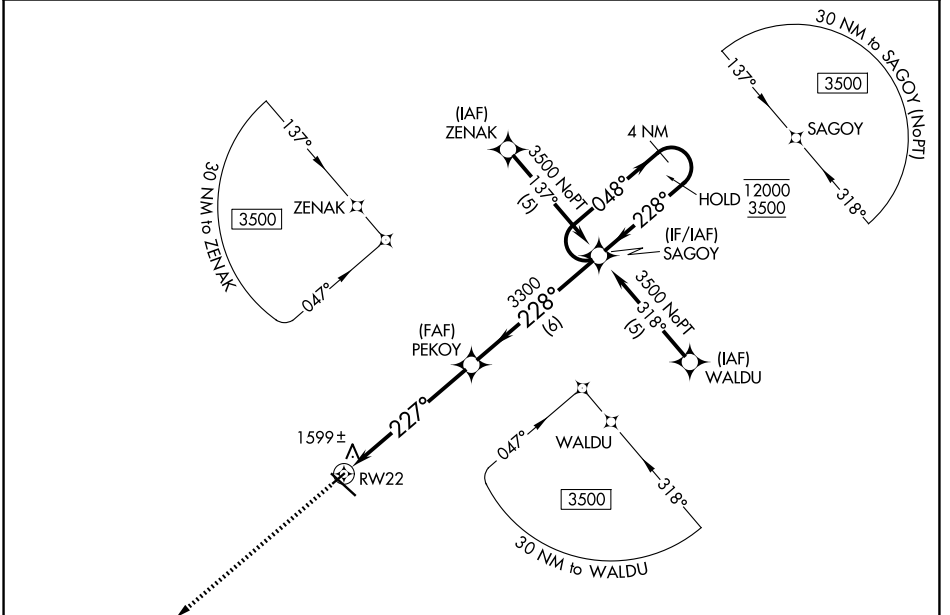 30 NM to SAGOY (NoPT)
137°
3500
SAGOY
318°
137°
ZENAK
3500
30 NM to ZENAK
047°
(IAF)
ZENAK
3500 NoPT
137°
(5)
4 NM
048°
228°
HOLD
12000
3500
(IF/IAF)
SAGOY
3300
228°
(6)
3500 NoPT
318°
(5)
(IAF)
WALDU
(FAF)
PEKOY
227°
1599±
RW22
047°
WALDU
318°
3500
30 NM to WALDU